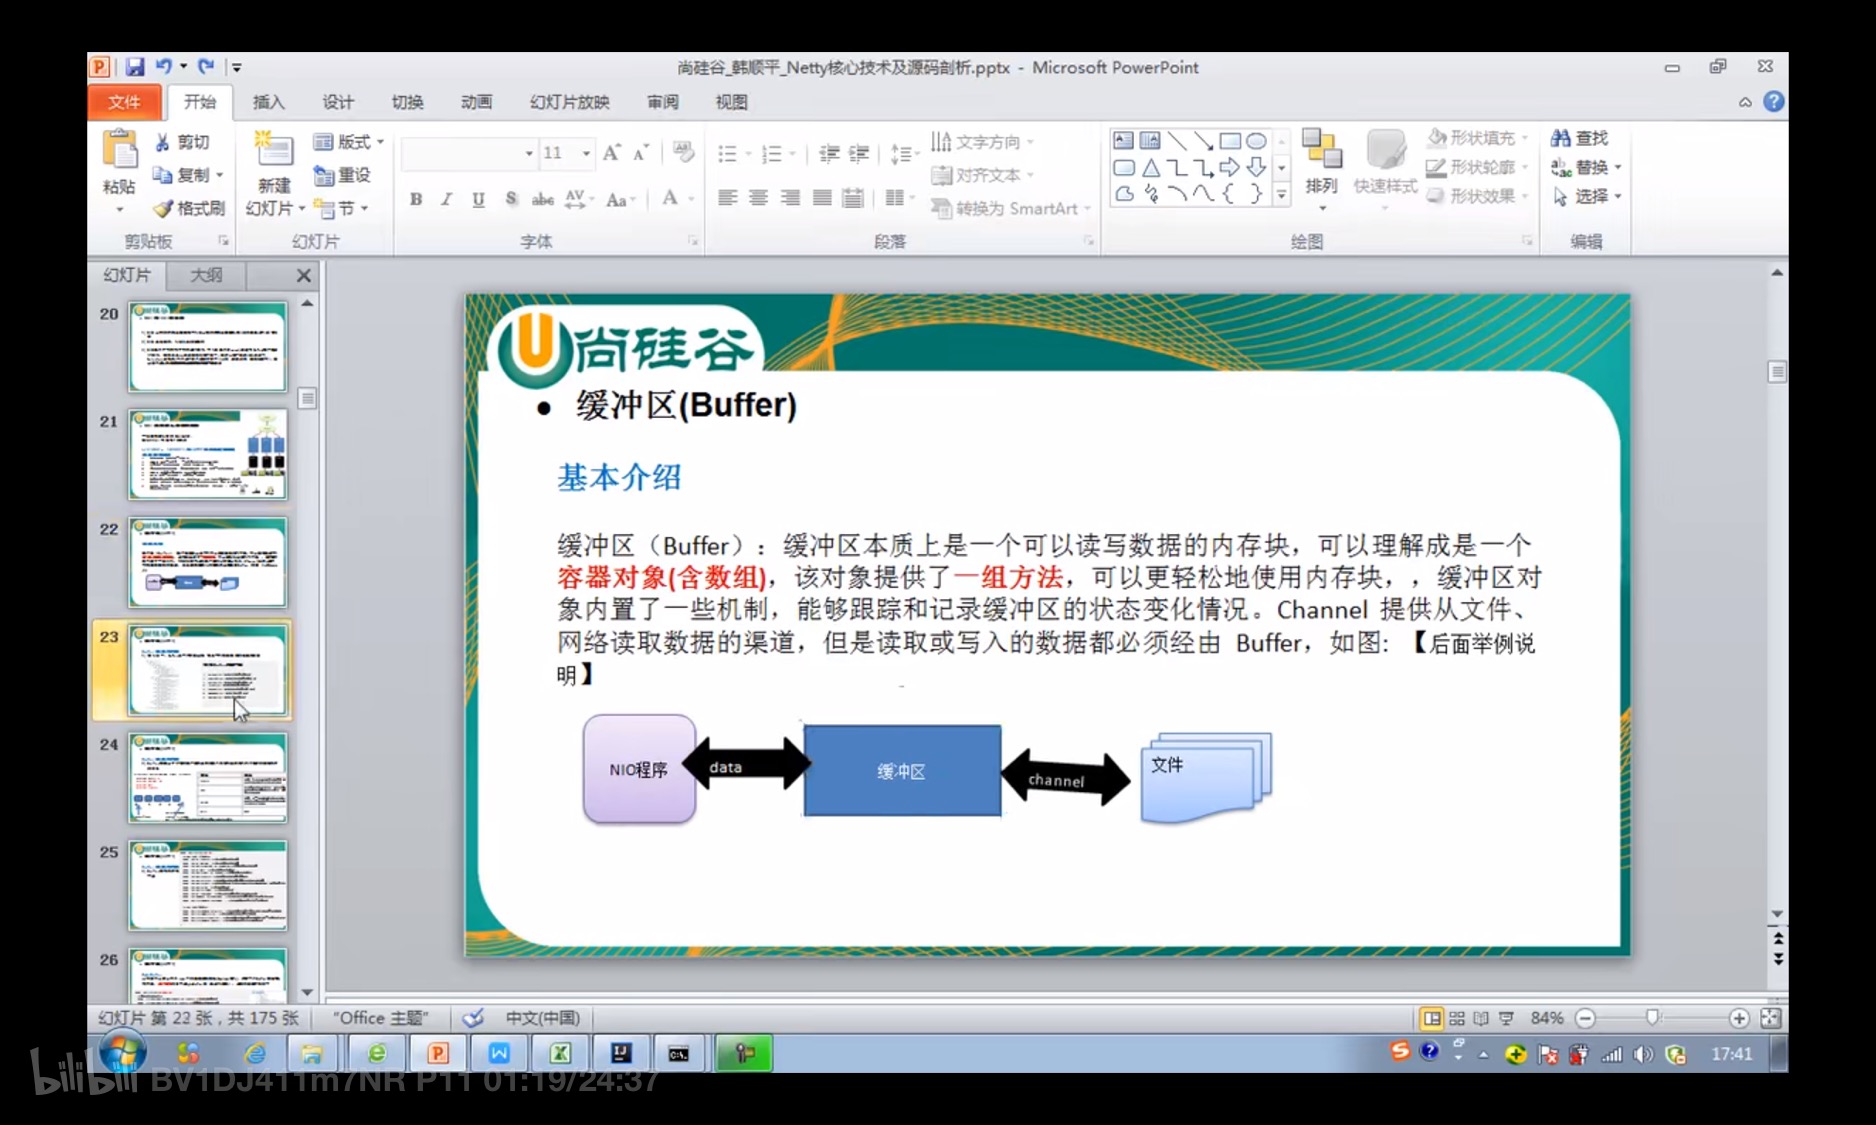 尚硅谷_韩顺平_Netty核心技术及源码剖析.pptx - Microsoft PowerPoint
文件 开始 插入 设计 切换 动画 幻灯片放映 审阅 视图
粘贴 剪切 复制 格式刷
剪贴板
新建 幻灯片 版式 重设 节
幻灯片
11
B I U S abc AV Aa A
字体
文字方向
对齐文本
转换为 SmartArt
段落
排列 快速样式 形状填充 形状轮廓 形状效果
绘图
查找
替换
选择
编辑
幻灯片 大纲
20
21
22
23
24
25
26
尚硅谷
• 缓冲区(Buffer)
基本介绍
缓冲区（Buffer）：缓冲区本质上是一个可以读写数据的内存块，可以理解成是一个
容器对象(含数组)，该对象提供了一组方法，可以更轻松地使用内存块，，缓冲区对
象内置了一些机制，能够跟踪和记录缓冲区的状态变化情况。Channel 提供从文件、
网络读取数据的渠道，但是读取或写入的数据都必须经由 Buffer，如图: 【后面举例说
明】
NIO程序 data 缓冲区 channel 文件
幻灯片 第 22 张，共 175 张 "Office 主题" 中文(中国) 84%
17:41
bilibili BV1DJ411m7NR P11 01:19/24:37